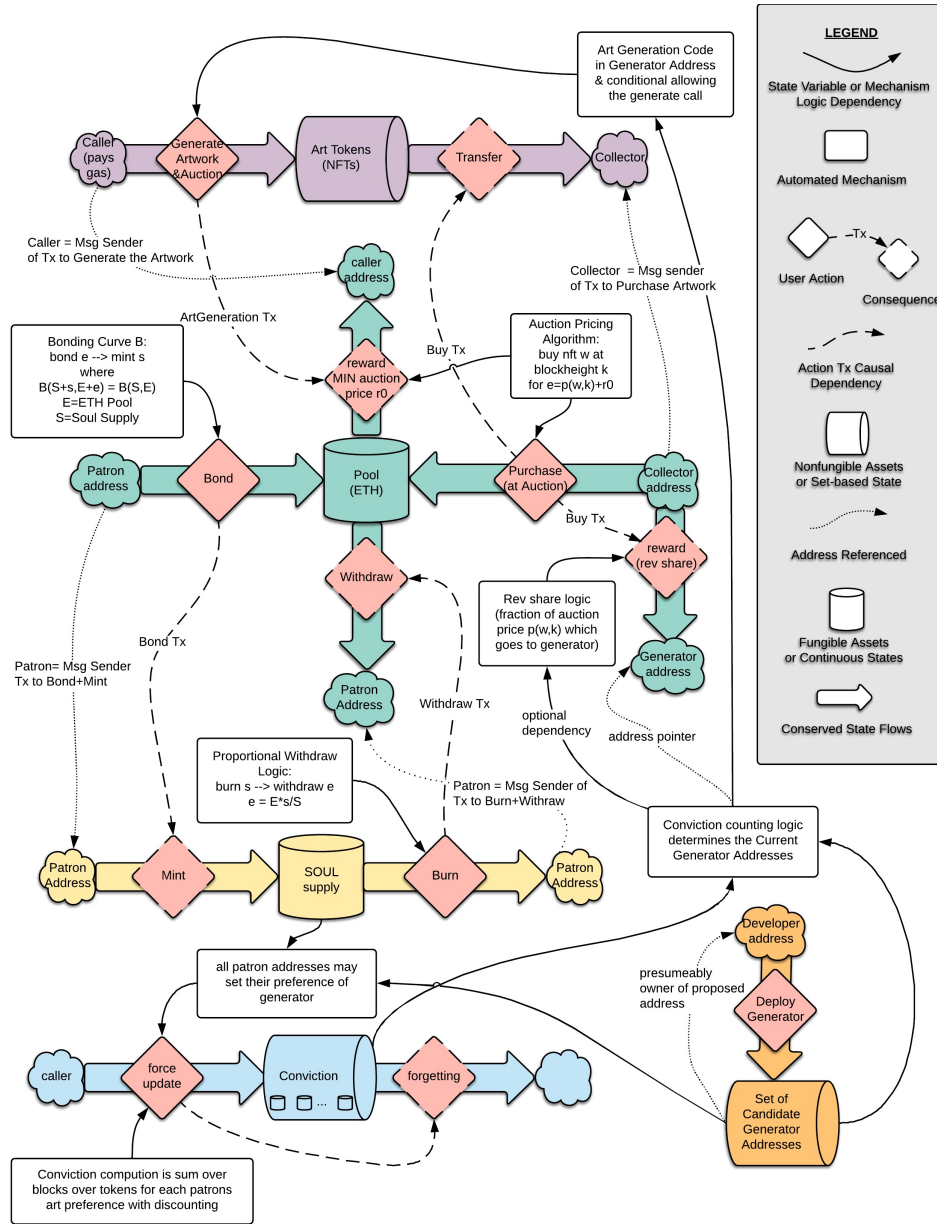 Art Generation Code
in Generator Address
& conditional allowing
the generate call
LEGEND
State Variable or Mechanism
Logic Dependency
Automated Mechanism
Tx
User Action
Consequence
Action Tx Causal
Dependency
Nonfungible Assets
or Set-based State
Address Referenced
Fungible Assets
or Continuous States
Conserved State Flows
Caller
(pays
gas)
Generate
Artwork
&Auction
Art Tokens
(NFTs)
Transfer
Collector
Caller = Msg Sender
of Tx to Generate the Artwork
caller
address
Collector = Msg sender
of Tx to Purchase Artwork
ArtGeneration Tx
Bonding Curve B:
bond e --> mint s
where
B(S+s,E+e) = B(S,E)
E=ETH Pool
S=Soul Supply
reward
MIN auction
price r0
Buy Tx
Auction Pricing
Algorithm:
buy nft w at
blockheight k
for e=p(w,k)+r0
Patron
address
Bond
Pool
(ETH)
Purchase
(at Auction)
Collector
address
Buy Tx
reward
(rev share)
Withdraw
Rev share logic
(fraction of auction
price p(w,k) which
goes to generator)
Bond Tx
Patron= Msg Sender
Tx to Bond+Mint
Patron
Address
Withdraw Tx
Generator
address
optional
dependency
address pointer
Proportional Withdraw
Logic:
burn s --> withdraw e
e = E*s/S
Patron = Msg Sender of
Tx to Burn+Withraw
Conviction counting logic
determines the Current
Generator Addresses
Patron
Address
Mint
SOUL
supply
Burn
Patron
Address
Developer
address
all patron addresses may
set their preference of
generator
presumeably
owner of proposed
address
Deploy
Generator
caller
force
update
Conviction
...
forgetting
Set of
Candidate
Generator
Addresses
Conviction compution is sum over
blocks over tokens for each patrons
art preference with discounting